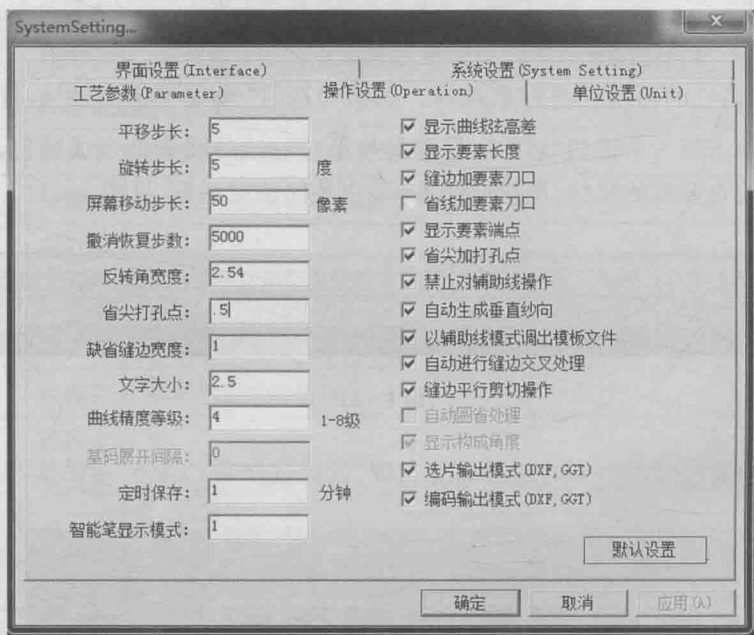 SystemSetting...
界面设置(Interface)
系统设置(System Setting)
工艺参数(Parameter)
操作设置(Operation)
单位设置(Unit)
平移步长: 5
旋转步长: 5 度
屏幕移动步长: 50 像素
撤消恢复步数: 5000
反转角宽度: 2.54
省尖打孔点: .5
缺省缝边宽度: 1
文字大小: 2.5
曲线精度等级: 4 1-8级
基码展开间隔: 0
定时保存: 1 分钟
智能笔显示模式: 1
显示曲线弦高差
显示要素长度
缝边加要素刀口
省线加要素刀口
显示要素端点
省尖加打孔点
禁止对辅助线操作
自动生成垂直纱向
以辅助线模式调出模板文件
自动进行缝边交叉处理
缝边平行剪切操作
自动圆省处理
显示构成角度
选片输出模式(DXF,GGT)
编码输出模式(DXF,GGT)
默认设置
确定
取消
应用(A)